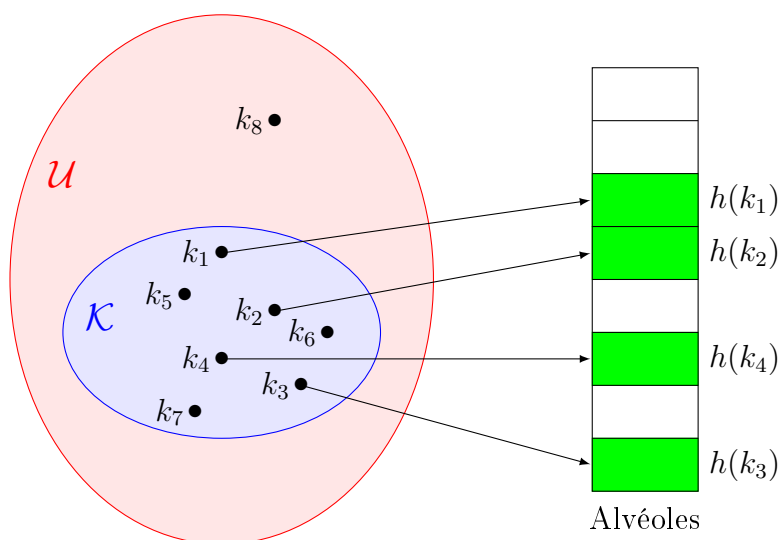 k₈
𝒰
k₁
h(k₁)
h(k₂)
k₅
k₂
𝒦
k₆
k₄
h(k₄)
k₃
k₇
h(k₃)
Alvéoles